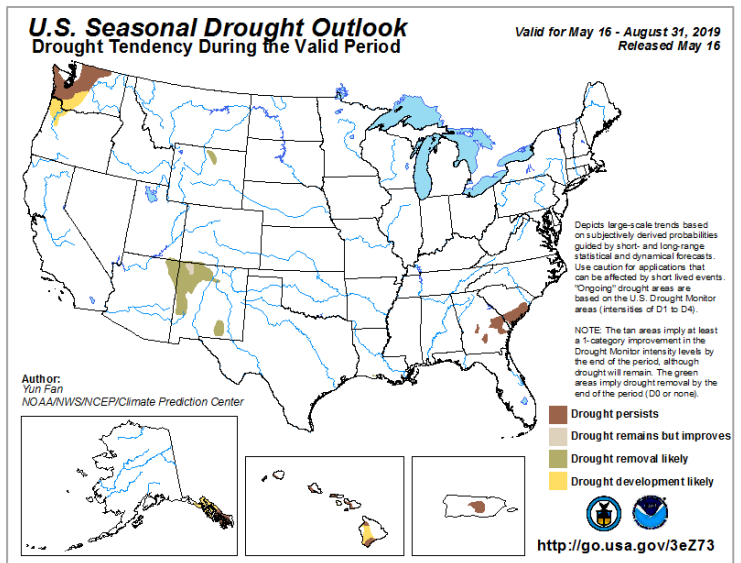 U.S. Seasonal Drought Outlook
Drought Tendency During the Valid Period
Valid for May 16 - August 31, 2019
Released May 16
Depicts large-scale trends based
on subjectively derived probabilities
guided by short- and long-range
statistical and dynamical forecasts.
Use caution for applications that
can be affected by short lived events.
"Ongoing" drought areas are
based on the U.S. Drought Monitor
areas (intensities of D1 to D4).
NOTE: The tan areas imply at least
a 1-category improvement in the
Drought Monitor intensity levels by
the end of the period, although
drought will remain. The green
areas imply drought removal by the
end of the period (D0 or none).
Author:
Yun Fan
NOAA/NWS/NCEP/Climate Prediction Center
Drought persists
Drought remains but improves
Drought removal likely
Drought development likely
http://go.usa.gov/3eZ73